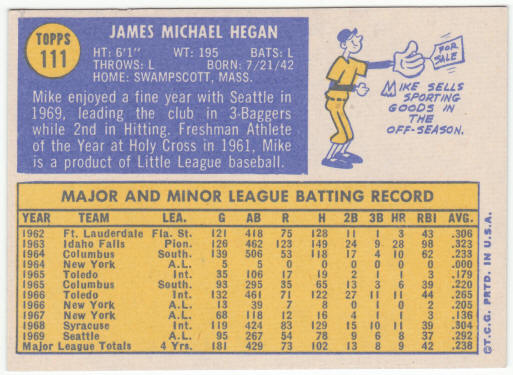 TOPPS
111
JAMES MICHAEL HEGAN
HT: 6'1" WT: 195 BATS: L
THROWS: L BORN: 7/21/42
HOME: SWAMPSCOTT, MASS.
Mike enjoyed a fine year with Seattle in
1969, leading the club in 3-Baggers
while 2nd in Hitting. Freshman Athlete
of the Year at Holy Cross in 1961, Mike
is a product of Little League baseball.
FOR
SALE
MIKE SELLS
SPORTING
GOODS IN
THE
OFF-SEASON.
MAJOR AND MINOR LEAGUE BATTING RECORD
YEAR TEAM LEA. G AB R H 2B 3B HR RBI AVG.
1962 Ft. Lauderdale Fla. St. 121 418 75 128 11 1 3 43 .306
1963 Idaho Falls Pion. 126 462 123 149 24 9 28 98 .323
1964 Columbus South. 139 506 53 118 17 4 10 62 .233
1964 New York A.L. 5 5 0 0 0 0 0 0 .000
1965 Toledo Int. 35 106 17 19 2 1 1 3 .179
1965 Columbus South. 93 295 35 65 13 3 6 39 .220
1966 Toledo Int. 132 461 71 122 27 11 11 44 .265
1966 New York A.L. 13 39 7 8 0 1 0 2 .205
1967 New York A.L. 68 118 12 16 4 1 1 3 .136
1968 Syracuse Int. 119 424 83 129 15 10 11 39 .304
1969 Seattle A.L. 95 267 54 78 9 6 8 37 .292
Major League Totals 4 Yrs. 181 429 73 102 13 8 9 42 .238
©T.C.G. PRTD. IN U.S.A.